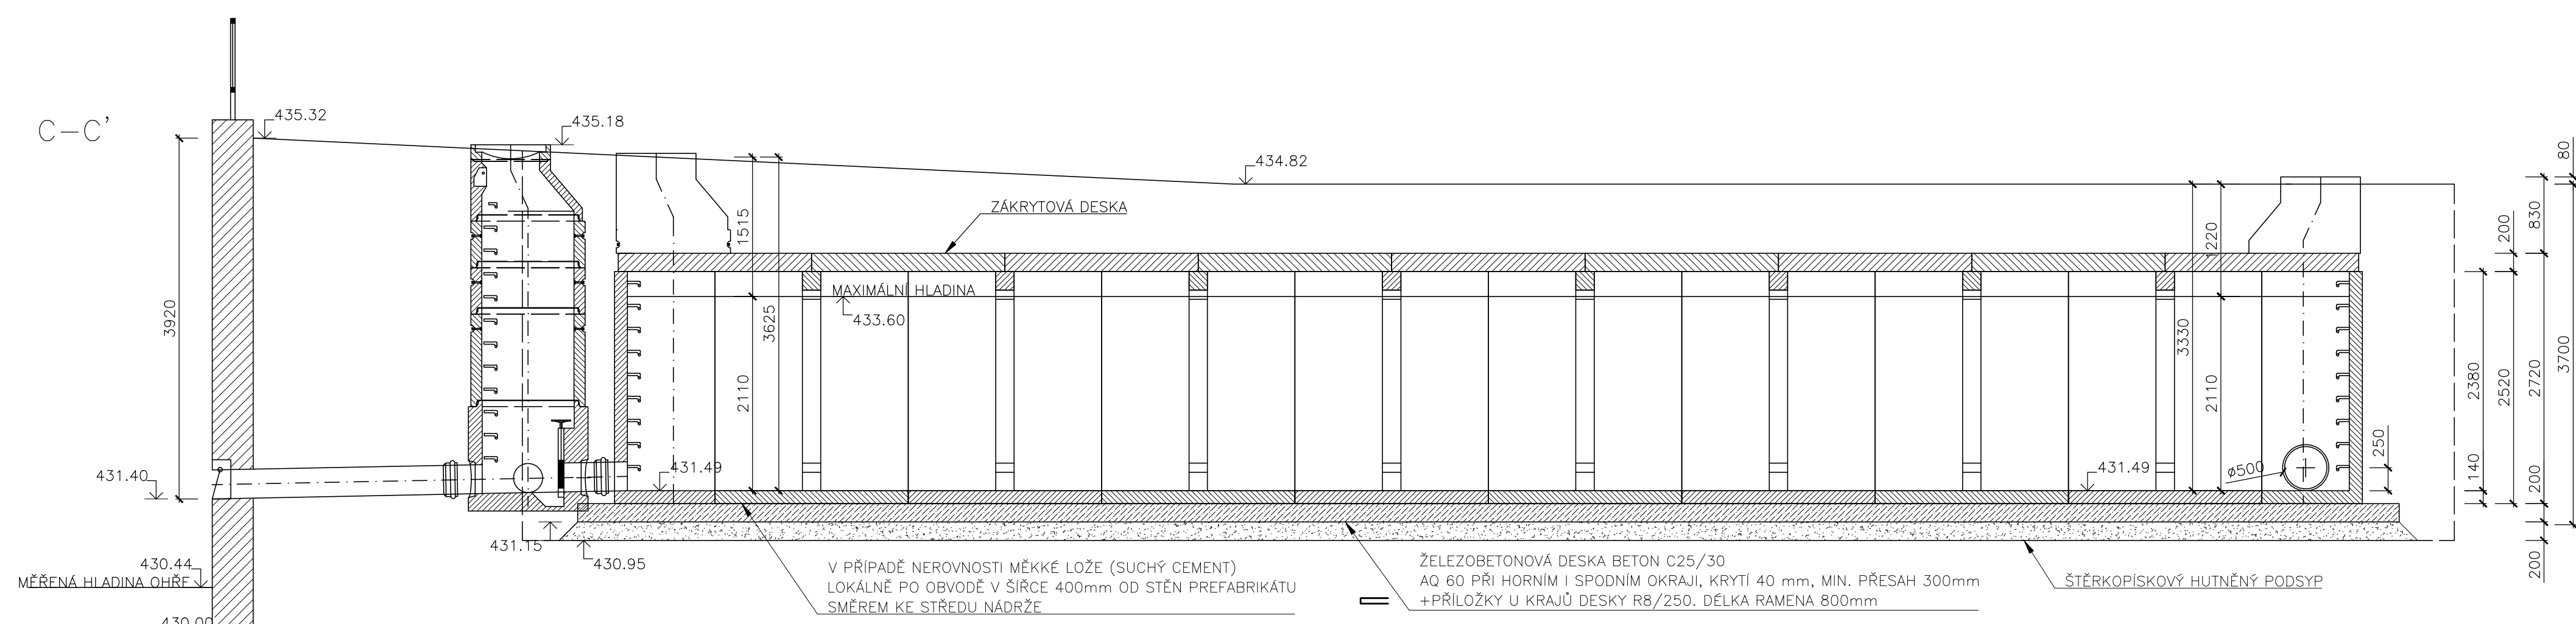 C-C'
435.32
435.18
434.82
ZÁKRYTOVÁ DESKA
MAXIMÁLNÍ HLADINA
433.60
3920
1515
3625
2110
3330
1220
2110
80
200
830
3700
2380
2520
2720
250
140
200
200
ø500
431.40
431.49
431.49
431.15
430.95
430.44
MĚŘENÁ HLADINA OHŘE
430.00
V PŘÍPADĚ NEROVNOSTI MĚKKÉ LOŽE (SUCHÝ CEMENT)
LOKÁLNĚ PO OBVODĚ V ŠÍŘCE 400mm OD STĚN PREFABRIKÁTU
SMĚREM KE STŘEDU NÁDRŽE
ŽELEZOBETONOVÁ DESKA BETON C25/30
AQ 60 PŘI HORNÍM I SPODNÍM OKRAJI, KRYTÍ 40 mm, MIN. PŘESAH 300mm
+PŘÍLOŽKY U KRAJŮ DESKY R8/250. DÉLKA RAMENA 800mm
ŠTĚRKOPÍSKOVÝ HUTNĚNÝ PODSYP